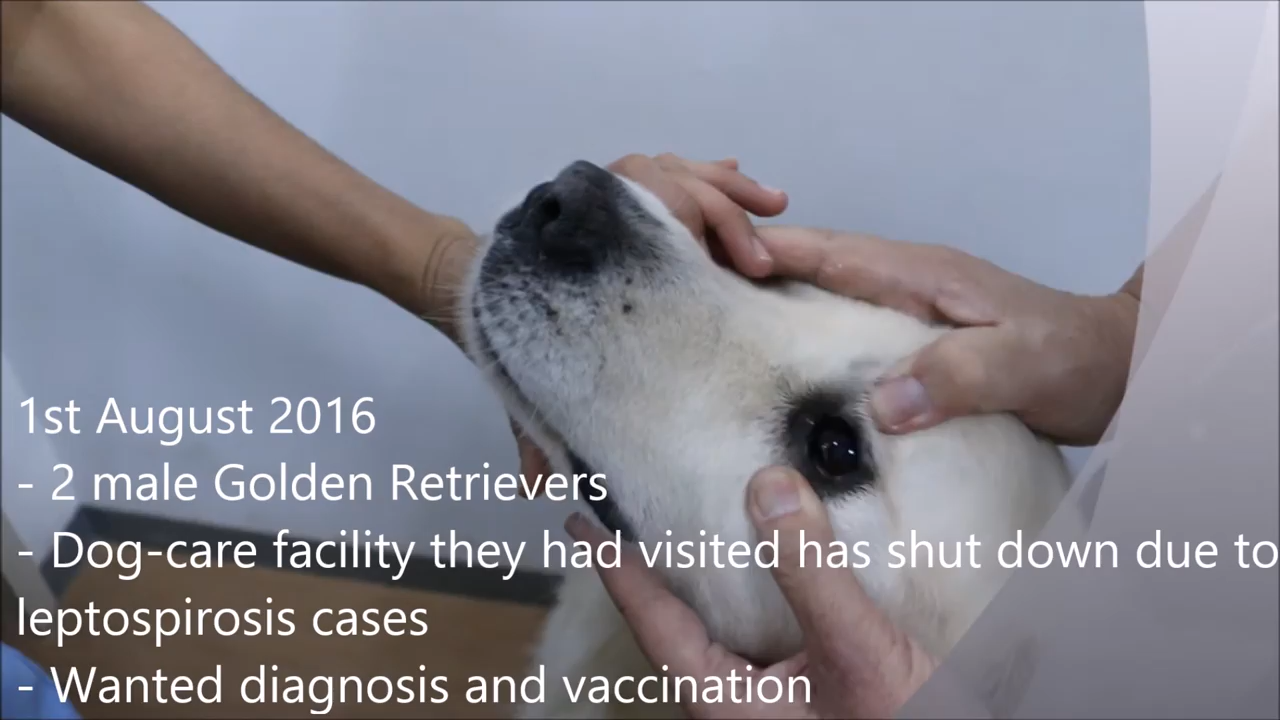 1st August 2016
- 2 male Golden Retrievers
- Dog-care facility they had visited has shut down due to
leptospirosis cases
- Wanted diagnosis and vaccination